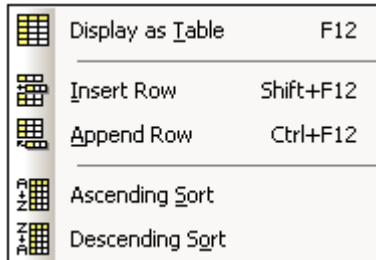 Display as Table F12
Insert Row Shift+F12
Append Row Ctrl+F12
A Z Ascending Sort
Z A Descending Sort